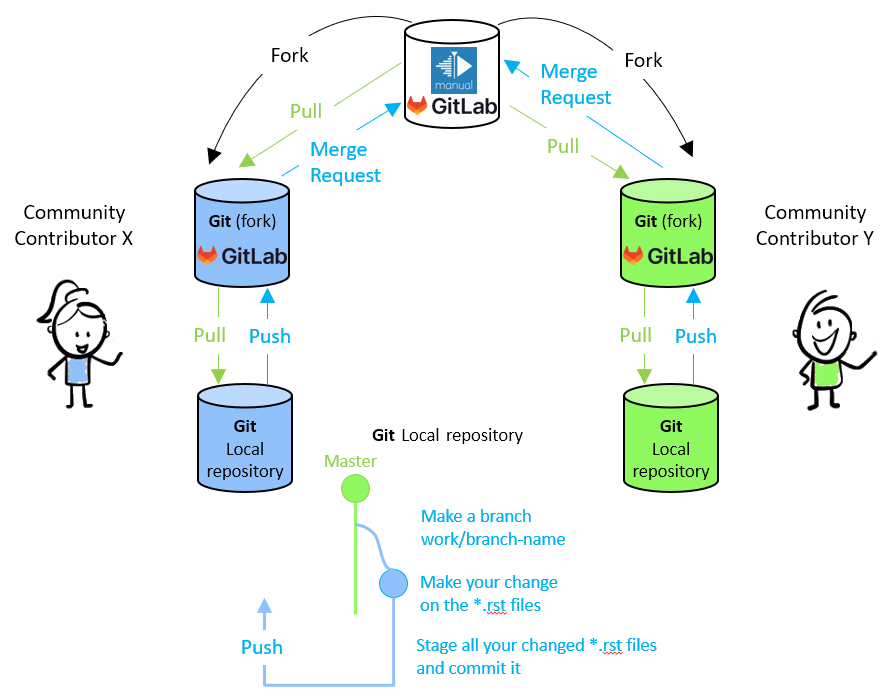 Fork
Fork
manual
GitLab
Merge
Request
Pull
Pull
Merge
Request
Community
Contributor X
Git (fork)
GitLab
Git (fork)
GitLab
Community
Contributor Y
Pull
Push
Pull
Push
Git
Local
repository
Git
Local
repository
Git Local repository
Master
Make a branch
work/branch-name
Make your change
on the *.rst files
Push
Stage all your changed *.rst files
and commit it